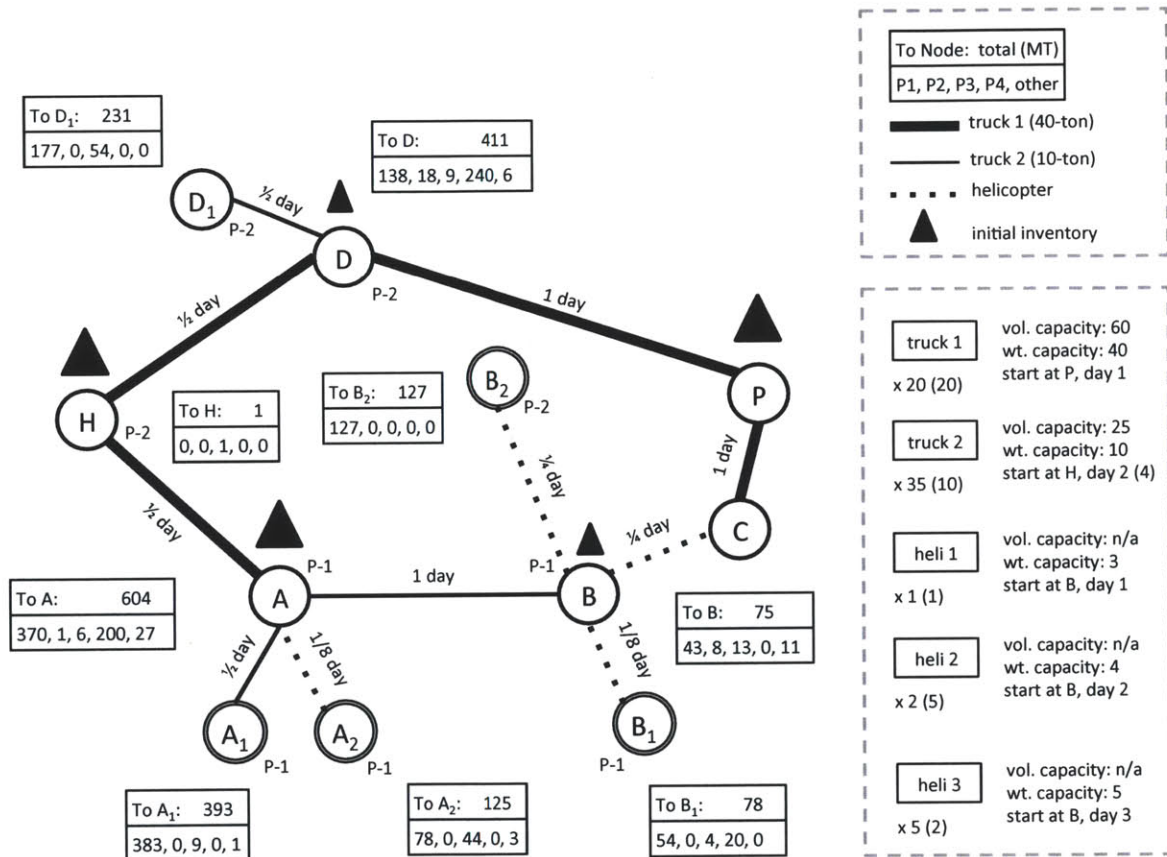 To Node: total (MT)
P1, P2, P3, P4, other
truck 1 (40-ton)
truck 2 (10-ton)
helicopter
initial inventory
To D₁: 231
177, 0, 54, 0, 0
To D: 411
138, 18, 9, 240, 6
D₁
P-2
½ day
D
P-2
1 day
½ day
P
H
P-2
To H: 1
0, 0, 1, 0, 0
To B₂: 127
127, 0, 0, 0, 0
B₂
P-2
1 day
¼ day
C
¼ day
½ day
A
P-1
1 day
P-1
B
To A: 604
370, 1, 6, 200, 27
To B: 75
43, 8, 13, 0, 11
½ day
1/8 day
1/8 day
A₁
P-1
A₂
P-1
B₁
P-1
To A₁: 393
383, 0, 9, 0, 1
To A₂: 125
78, 0, 44, 0, 3
To B₁: 78
54, 0, 4, 20, 0
truck 1
x 20 (20)
vol. capacity: 60
wt. capacity: 40
start at P, day 1
truck 2
x 35 (10)
vol. capacity: 25
wt. capacity: 10
start at H, day 2 (4)
heli 1
x 1 (1)
vol. capacity: n/a
wt. capacity: 3
start at B, day 1
heli 2
x 2 (5)
vol. capacity: n/a
wt. capacity: 4
start at B, day 2
heli 3
x 5 (2)
vol. capacity: n/a
wt. capacity: 5
start at B, day 3